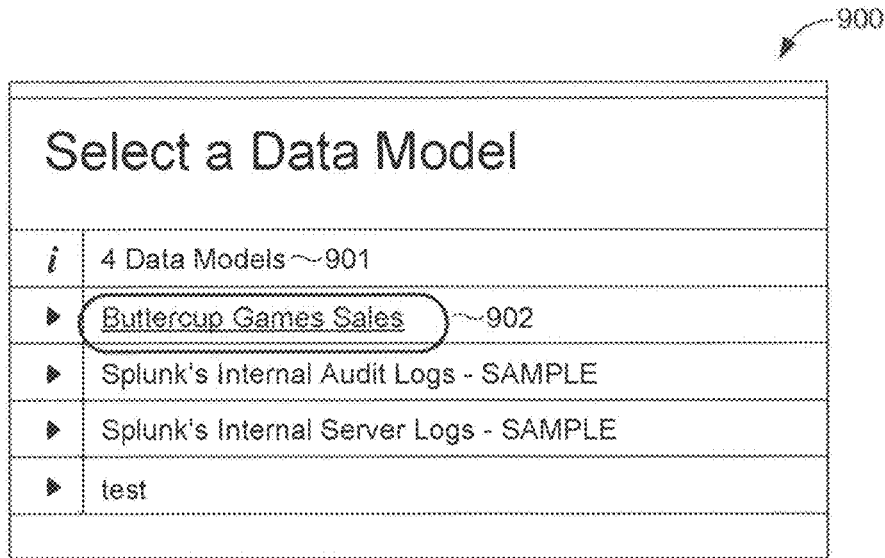 900
Select a Data Model
i 4 Data Models ~901
Buttercup Games Sales ~902
Splunk's Internal Audit Logs - SAMPLE
Splunk's Internal Server Logs - SAMPLE
test